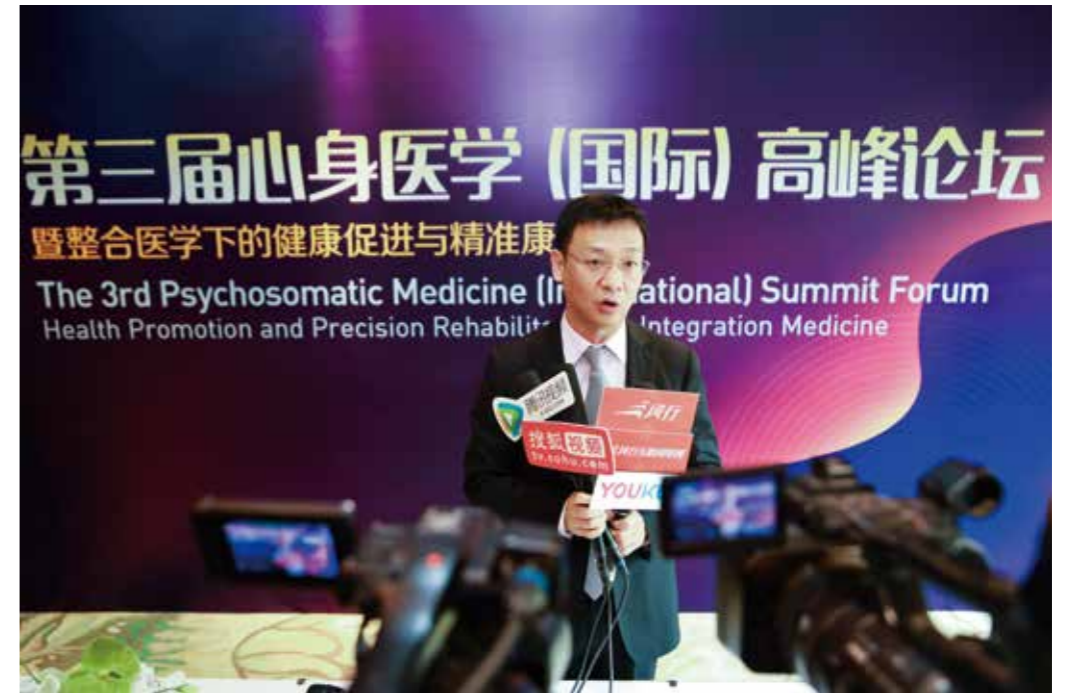 第三届心身医学（国际）高峰论坛
暨整合医学下的健康促进与精准康
The 3rd Psychosomatic Medicine (In ational) Summit Forum
Health Promotion and Precision Rehabilit Integration Medicine
腾讯视频
风行
搜狐视频
tv.sohu.com
YOUKU